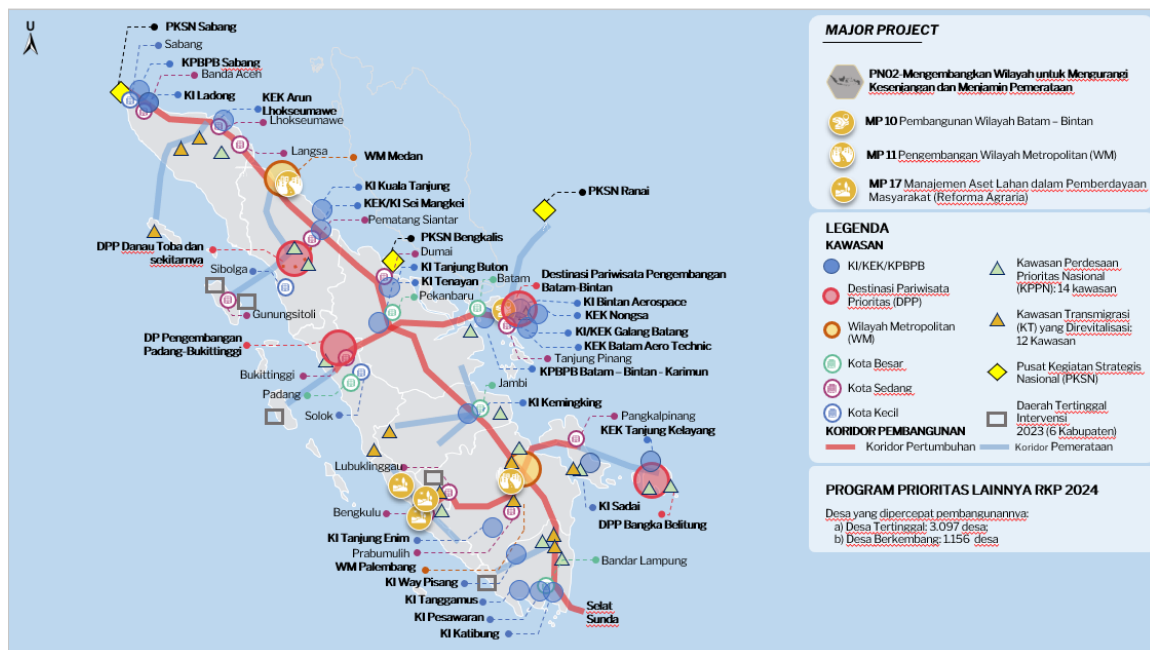 U
PKSN Sabang
Sabang
KPBPB Sabang
Banda Aceh
KI Ladong
KEK Arun
Lhokseumawe
Lhokseumawe
Langsa
WM Medan
KI Kuala Tanjung
KEK/KI Sei Mangkei
Pematang Siantar
PKSN Ranai
PKSN Bengkalis
Dumai
DPP Danau Toba dan
sekitarnya
KI Tanjung Buton
Sibolga
KI Tenayan
Batam
Destinasi Pariwisata Pengembangan
Batam-Bintan
Pekanbaru
Gunungsitoli
KI Bintan Aerospace
KEK Nongsa
KI/KEK Galang Batang
DP Pengembangan
Padang-Bukittinggi
KEK Batam Aero Technic
Tanjung Pinang
KPBPB Batam – Bintan - Karimun
Bukittinggi
Jambi
Padang
KI Kemingking
Solok
Pangkalpinang
KEK Tanjung Kelayang
Lubuklinggau
KI Sadai
Bengkulu
DPP Bangka Belitung
KI Tanjung Enim
Prabumulih
Bandar Lampung
WM Palembang
KI Way Pisang
KI Tanggamus
Selat
Sunda
KI Pesawaran
KI Katibung
MAJOR PROJECT
PN02-Mengembangkan Wilayah untuk Mengurangi
Kesenjangan dan Menjamin Pemerataan
MP 10 Pembangunan Wilayah Batam – Bintan
MP 11 Pengembangan Wilayah Metropolitan (WM)
MP 17 Manajemen Aset Lahan dalam Pemberdayaan
Masyarakat (Reforma Agraria)
LEGENDA
KAWASAN
KI/KEK/KPBPB
Destinasi Pariwisata
Prioritas (DPP)
Wilayah Metropolitan
(WM)
Kota Besar
Kota Sedang
Kota Kecil
Kawasan Perdesaan
Prioritas Nasional
(KPPN): 14 kawasan
Kawasan Transmigrasi
(KT) yang Direvitalisasi:
12 Kawasan
Pusat Kegiatan Strategis
Nasional (PKSN)
Daerah Tertinggal
Intervensi
2023 (6 Kabupaten)
KORIDOR PEMBANGUNAN
Koridor Pertumbuhan
Koridor Pemerataan
PROGRAM PRIORITAS LAINNYA RKP 2024
Desa yang dipercepat pembangunannya:
a) Desa Tertinggal: 3.097 desa;
b) Desa Berkembang: 1.156 desa